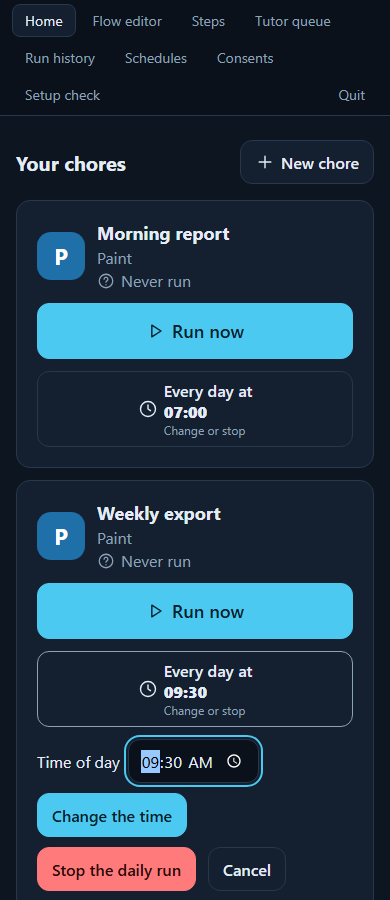 Home Flow editor Steps Tutor queue
Run history Schedules Consents
Setup check Quit
Your chores + New chore
P
Morning report
Paint
Never run
Run now
Every day at
07:00
Change or stop
P
Weekly export
Paint
Never run
Run now
Every day at
09:30
Change or stop
Time of day 09:30 AM
Change the time
Stop the daily run Cancel